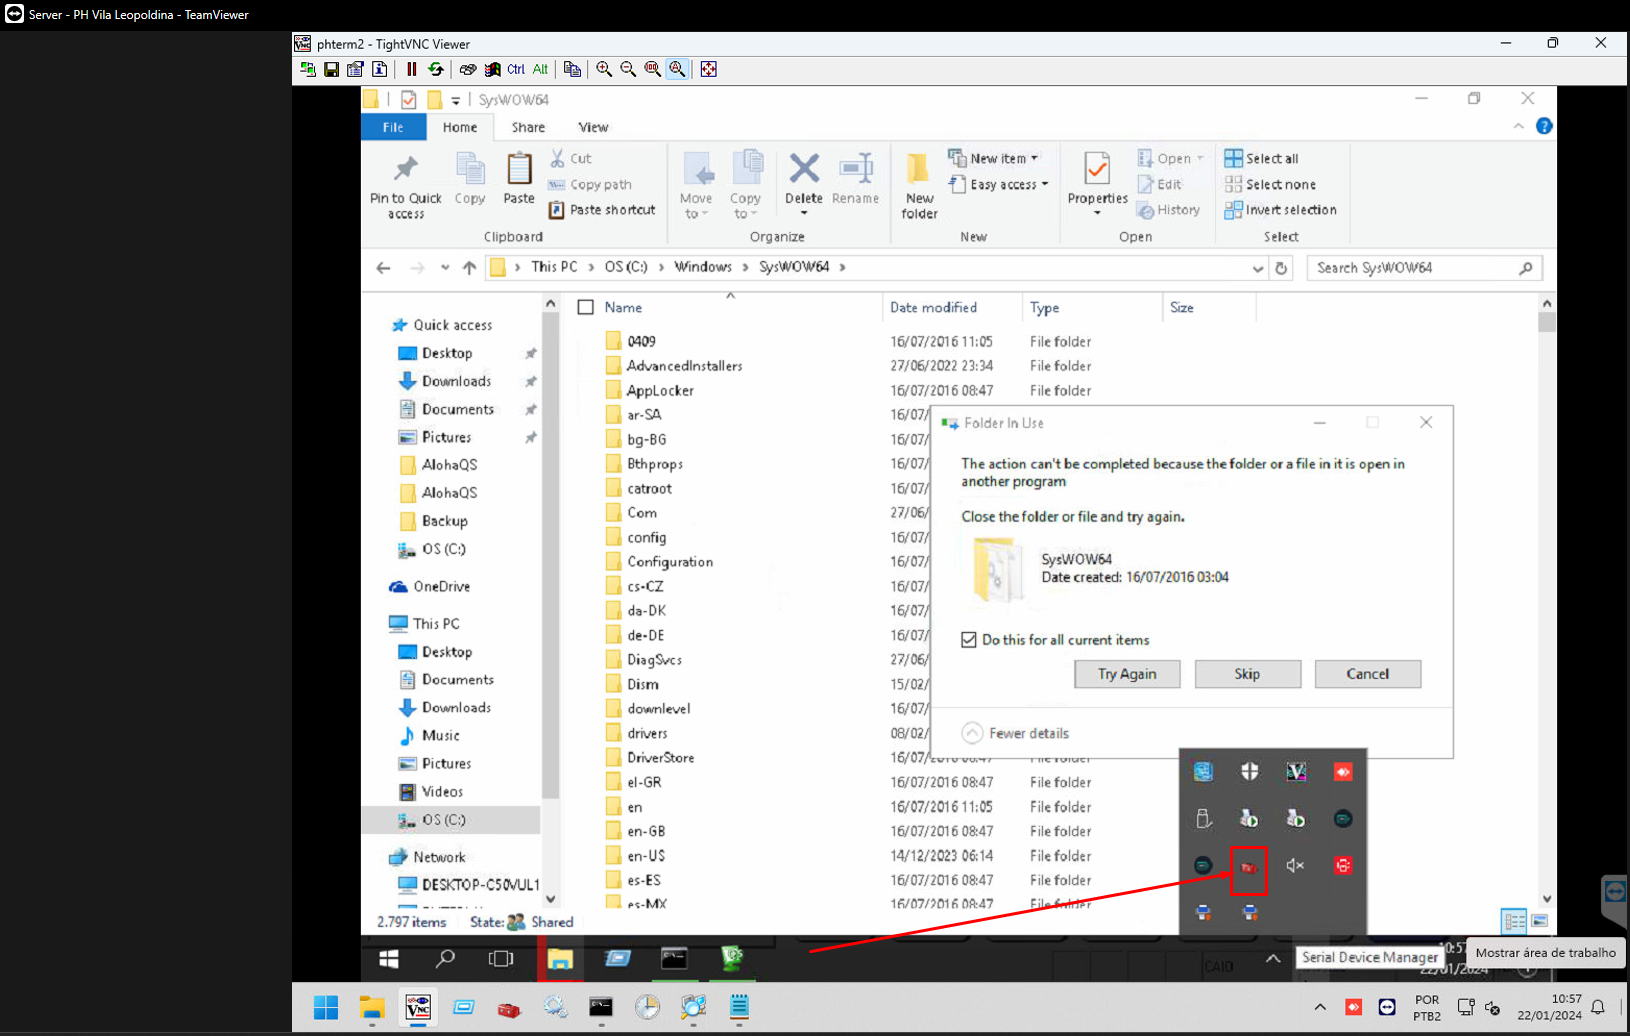 Server - PH Vila Leopoldina - TeamViewer
phterm2 - TightVNC Viewer
Ctrl Alt
SysWOW64
File Home Share View
Pin to Quick access
Copy
Paste
Cut
Copy path
Paste shortcut
Move to
Copy to
Delete
Rename
New folder
New item
Easy access
Properties
Open
Edit
History
Select all
Select none
Invert selection
Clipboard Organize New Open Select
This PC OS (C:) Windows SysWOW64
Search SysWOW64
Name Date modified Type Size
Quick access
Desktop
Downloads
Documents
Pictures
AlohaQS
AlohaQS
Backup
OS (C:)
OneDrive
This PC
Desktop
Documents
Downloads
Music
Pictures
Videos
OS (C:)
Network
DESKTOP-C50VUL1
0409 16/07/2016 11:05 File folder
AdvancedInstallers 27/06/2022 23:34 File folder
AppLocker 16/07/2016 08:47 File folder
ar-SA 16/07/
bg-BG 16/07/
Bthprops 16/07/
catroot 16/07/
Com 27/06/
config 16/07/
Configuration 16/07/
cs-CZ 16/07/
da-DK 16/07/
de-DE 16/07/
DiagSvcs 27/06/
Dism 15/02/
downlevel 16/07/
drivers 08/02/
DriverStore 16/07/2016 08:47 File folder
el-GR 16/07/2016 08:47 File folder
en 16/07/2016 11:05 File folder
en-GB 16/07/2016 08:47 File folder
en-US 14/12/2023 06:14 File folder
es-ES 16/07/2016 08:47 File folder
es-MX 16/07/2016 08:47 File folder
Folder In Use
The action can't be completed because the folder or a file in it is open in
another program
Close the folder or file and try again.
SysWOW64
Date created: 16/07/2016 03:04
Do this for all current items
Try Again Skip Cancel
Fewer details
2.797 items State: Shared
CAIO
Serial Device Manager
10:57
22/01/2024
Mostrar área de trabalho
POR
PTB2
10:57
22/01/2024